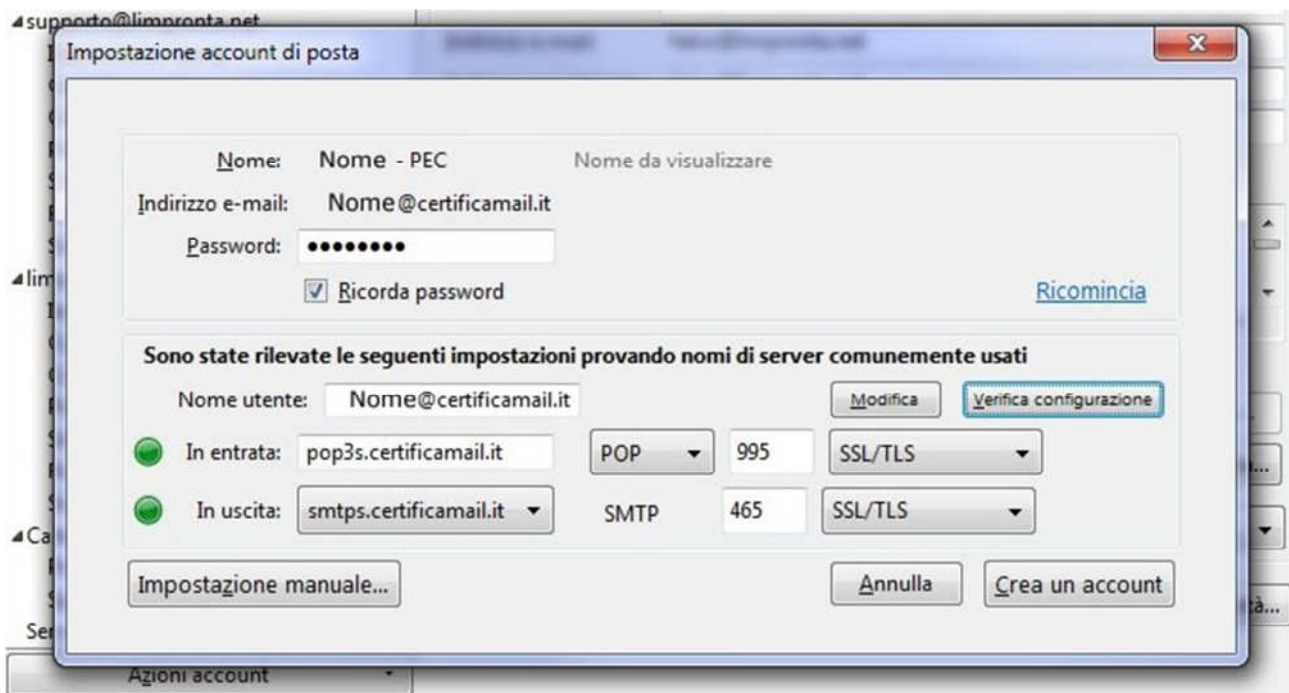 supporto@limpronta.net
Impostazione account di posta
Nome: Nome - PEC Nome da visualizzare
Indirizzo e-mail: Nome@certificamail.it
Password: ••••••••
Ricorda password Ricomincia
Sono state rilevate le seguenti impostazioni provando nomi di server comunemente usati
Nome utente: Nome@certificamail.it Modifica Verifica configurazione
In entrata: pop3s.certificamail.it POP 995 SSL/TLS
In uscita: smtps.certificamail.it SMTP 465 SSL/TLS
Impostazione manuale... Annulla Crea un account
Azioni account